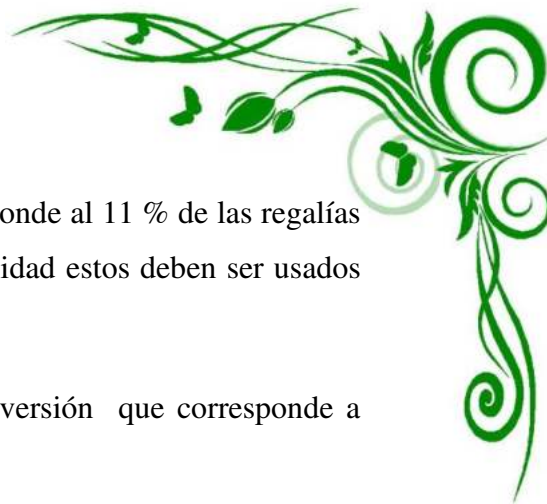 onde al 11 % de las regalías
idad estos deben ser usados
versión que corresponde a